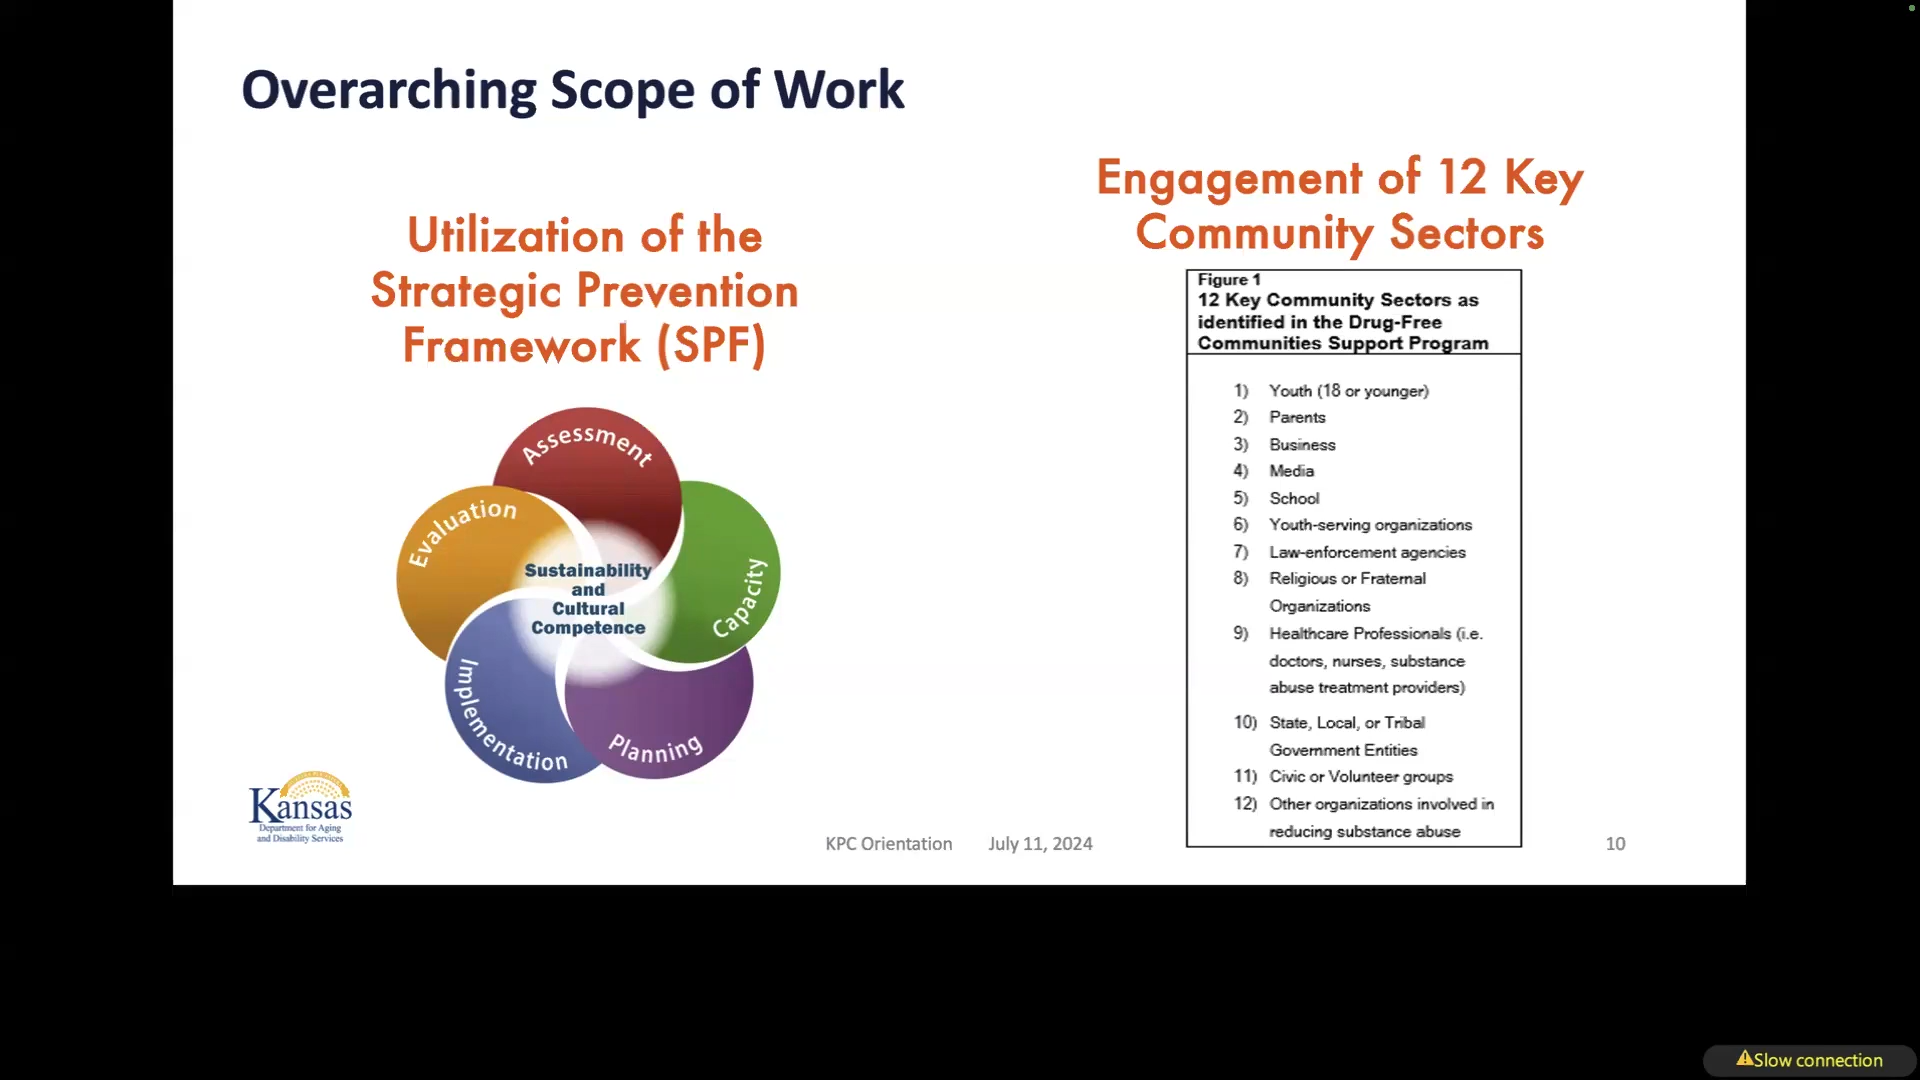 Overarching Scope of Work
Utilization of the
Strategic Prevention
Framework (SPF)
Assessment
Capacity
Planning
Implementation
Evaluation
Sustainability
and
Cultural
Competence
Engagement of 12 Key
Community Sectors
Figure 1
12 Key Community Sectors as
identified in the Drug-Free
Communities Support Program
1) Youth (18 or younger)
2) Parents
3) Business
4) Media
5) School
6) Youth-serving organizations
7) Law-enforcement agencies
8) Religious or Fraternal
Organizations
9) Healthcare Professionals (i.e.
doctors, nurses, substance
abuse treatment providers)
10) State, Local, or Tribal
Government Entities
11) Civic or Volunteer groups
12) Other organizations involved in
reducing substance abuse
Kansas
Department for Aging
and Disability Services
KPC Orientation July 11, 2024
10
Slow connection